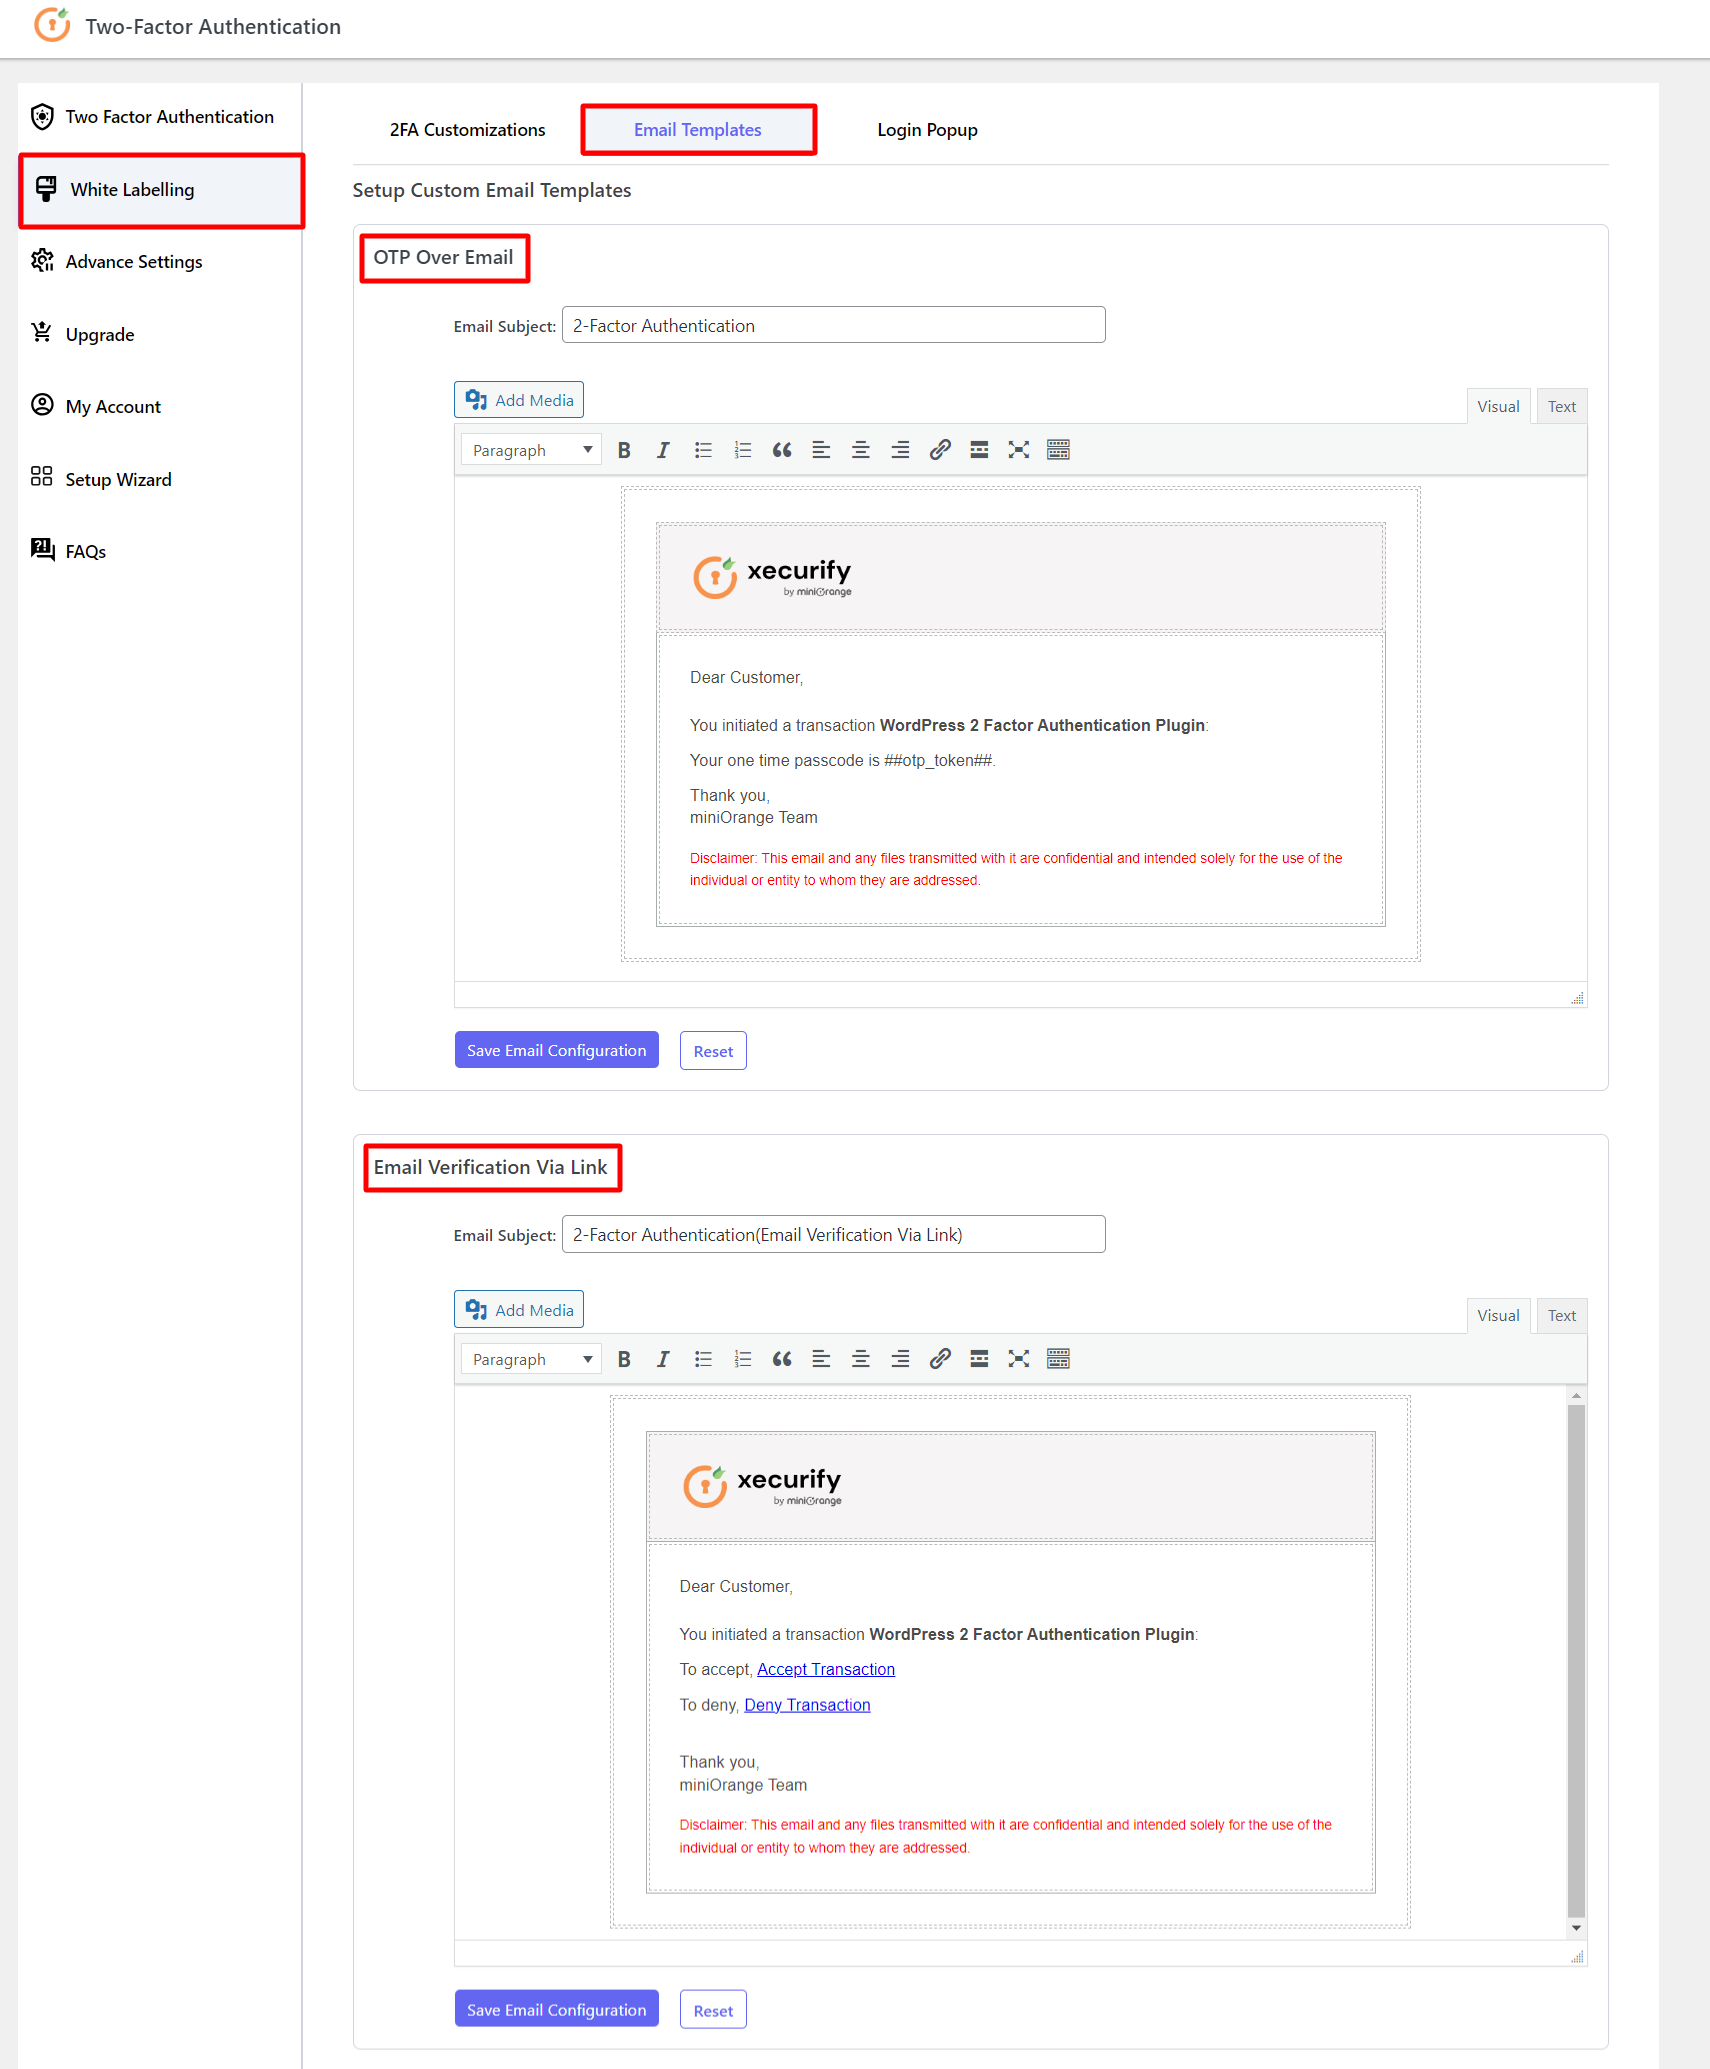 Two-Factor Authentication
Two Factor Authentication
White Labelling
Advance Settings
Upgrade
My Account
Setup Wizard
FAQs
2FA Customizations
Email Templates
Login Popup
Setup Custom Email Templates
OTP Over Email
Email Subject: 2-Factor Authentication
Add Media
Visual Text
Paragraph
xecurify
by miniOrange
Dear Customer,
You initiated a transaction WordPress 2 Factor Authentication Plugin:
Your one time passcode is ##otp_token##.
Thank you,
miniOrange Team
Disclaimer: This email and any files transmitted with it are confidential and intended solely for the use of the
individual or entity to whom they are addressed.
Save Email Configuration Reset
Email Verification Via Link
Email Subject: 2-Factor Authentication(Email Verification Via Link)
Add Media
Visual Text
Paragraph
xecurify
by miniOrange
Dear Customer,
You initiated a transaction WordPress 2 Factor Authentication Plugin:
To accept, Accept Transaction
To deny, Deny Transaction
Thank you,
miniOrange Team
Disclaimer: This email and any files transmitted with it are confidential and intended solely for the use of the
individual or entity to whom they are addressed.
Save Email Configuration Reset